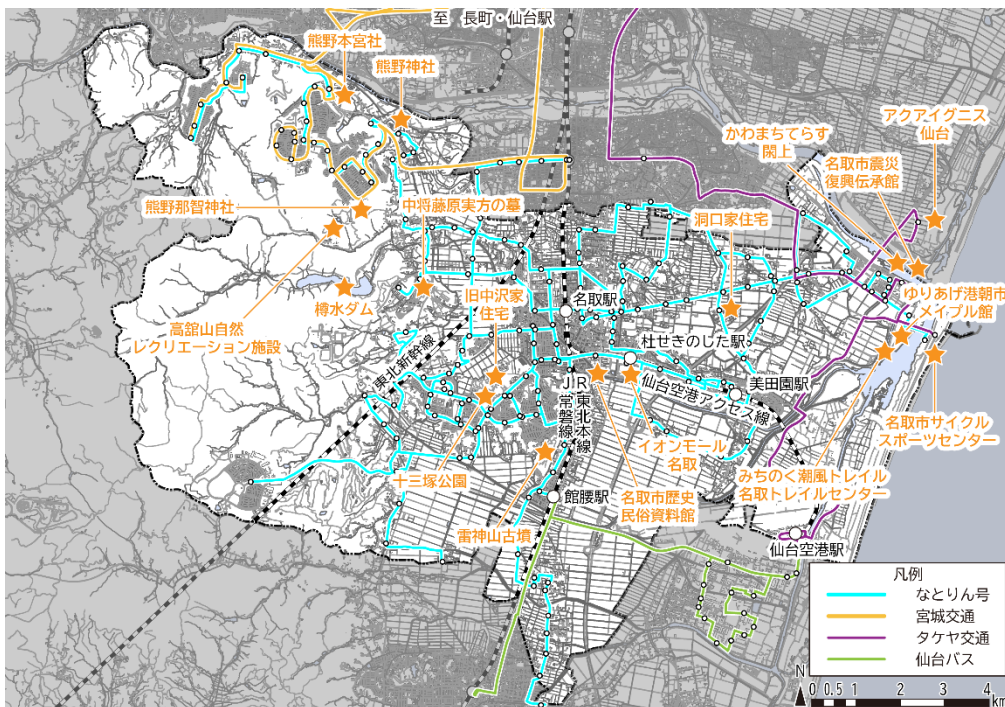 至 長町・仙台駅
熊野本宮社
熊野神社
アクアイグニス
仙台
かわまちてらす
閖上
名取市震災
復興伝承館
熊野那智神社
中将藤原実方の墓
洞口家住宅
旧中沢家
住宅
名取駅
ゆりあげ港朝市
メイプル館
樽水ダム
高舘山自然
レクリエーション施設
東北新幹線
杜せきのした駅
美田園駅
仙台空港アクセス線
JR東北本線
常磐線
名取市サイクル
スポーツセンター
イオンモール
名取
みちのく潮風トレイル
名取トレイルセンター
十三塚公園
名取市歴史
民俗資料館
館腰駅
雷神山古墳
仙台空港駅
凡例
なとりん号
宮城交通
タケヤ交通
仙台バス
N
0 0.5 1 2 3 4
km